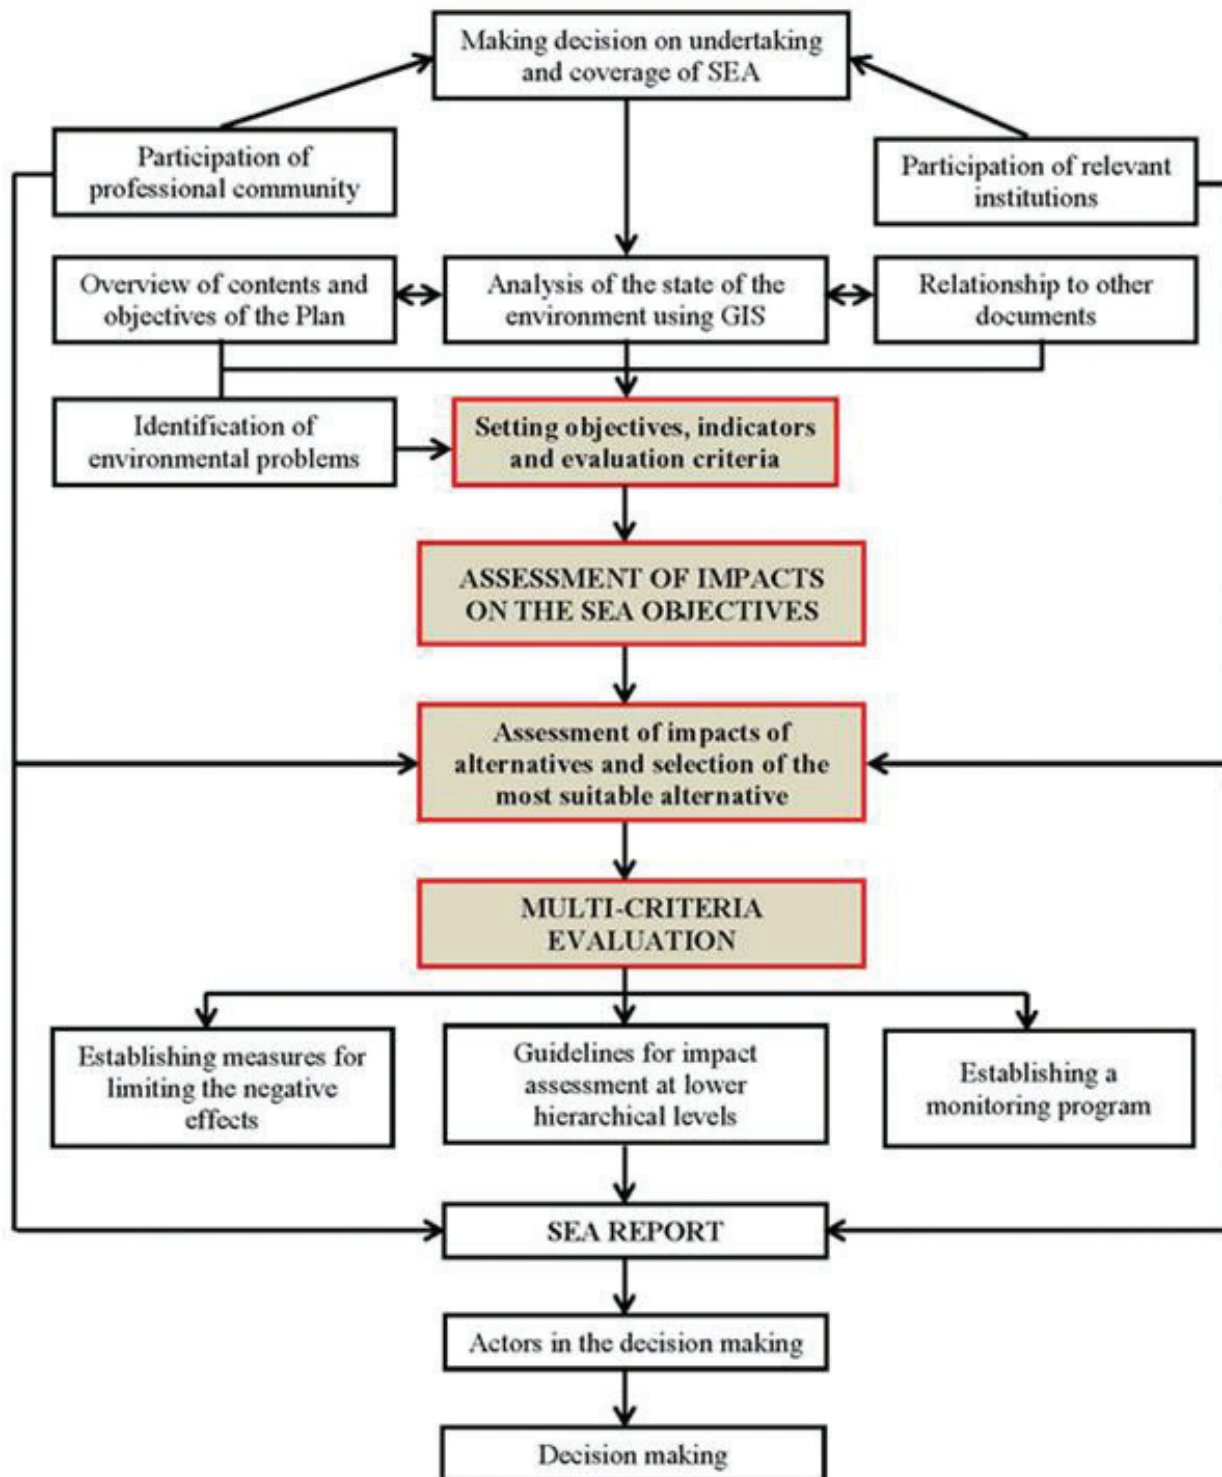 Making decision on undertaking
and coverage of SEA
Participation of
professional community
Participation of relevant
institutions
Overview of contents and
objectives of the Plan
Analysis of the state of the
environment using GIS
Relationship to other
documents
Identification of
environmental problems
Setting objectives, indicators
and evaluation criteria
ASSESSMENT OF IMPACTS
ON THE SEA OBJECTIVES
Assessment of impacts of
alternatives and selection of the
most suitable alternative
MULTI-CRITERIA
EVALUATION
Establishing measures for
limiting the negative
effects
Guidelines for impact
assessment at lower
hierarchical levels
Establishing a
monitoring program
SEA REPORT
Actors in the decision making
Decision making